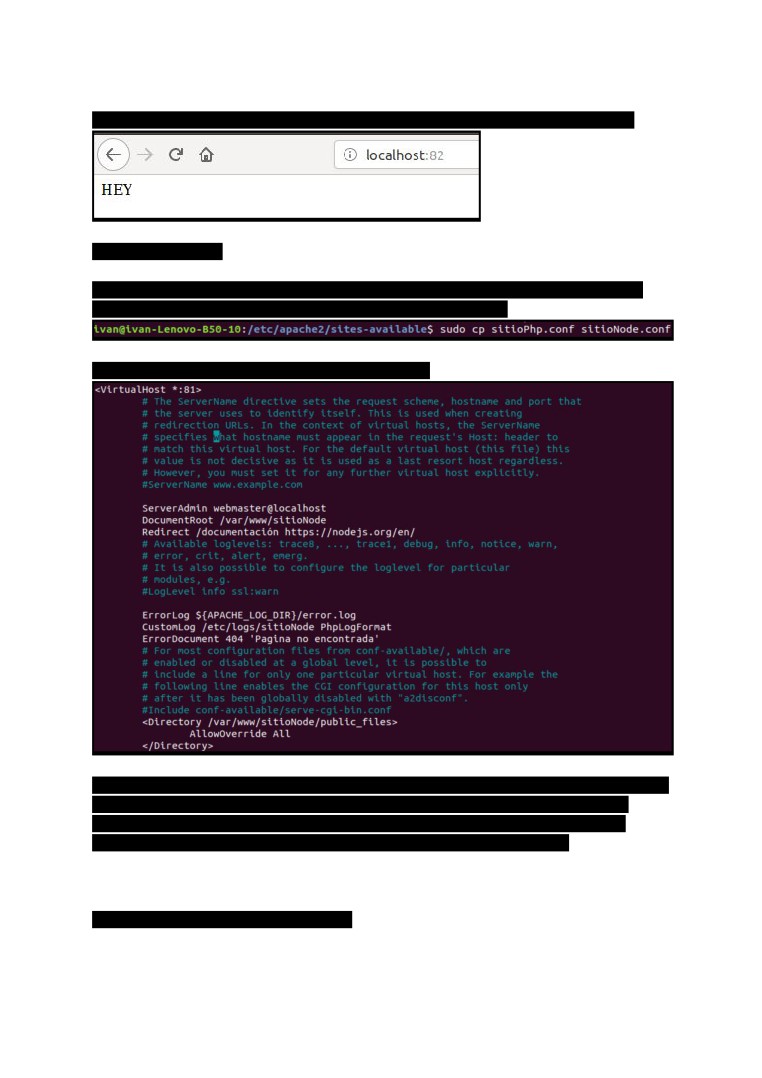 localhost:82
HEY
ivan@ivan-Lenovo-B50-10:/etc/apache2/sites-available$ sudo cp sitioPhp.conf sitioNode.conf
<VirtualHost *:81>
# The ServerName directive sets the request scheme, hostname and port that
# the server uses to identify itself. This is used when creating
# redirection URLs. In the context of virtual hosts, the ServerName
# specifies what hostname must appear in the request's Host: header to
# match this virtual host. For the default virtual host (this file) this
# value is not decisive as it is used as a last resort host regardless.
# However, you must set it for any further virtual host explicitly.
#ServerName www.example.com
ServerAdmin webmaster@localhost
DocumentRoot /var/www/sitioNode
Redirect /documentación https://nodejs.org/en/
# Available loglevels: trace8, ..., trace1, debug, info, notice, warn,
# error, crit, alert, emerg.
# It is also possible to configure the loglevel for particular
# modules, e.g.
#LogLevel info ssl:warn
ErrorLog ${APACHE_LOG_DIR}/error.log
CustomLog /etc/logs/sitioNode PhpLogFormat
ErrorDocument 404 'Pagina no encontrada'
# For most configuration files from conf-available/, which are
# enabled or disabled at a global level, it is possible to
# include a line for only one particular virtual host. For example the
# following line enables the CGI configuration for this host only
# after it has been globally disabled with "a2disconf".
#Include conf-available/serve-cgi-bin.conf
<Directory /var/www/sitioNode/public_files>
AllowOverride All
</Directory>